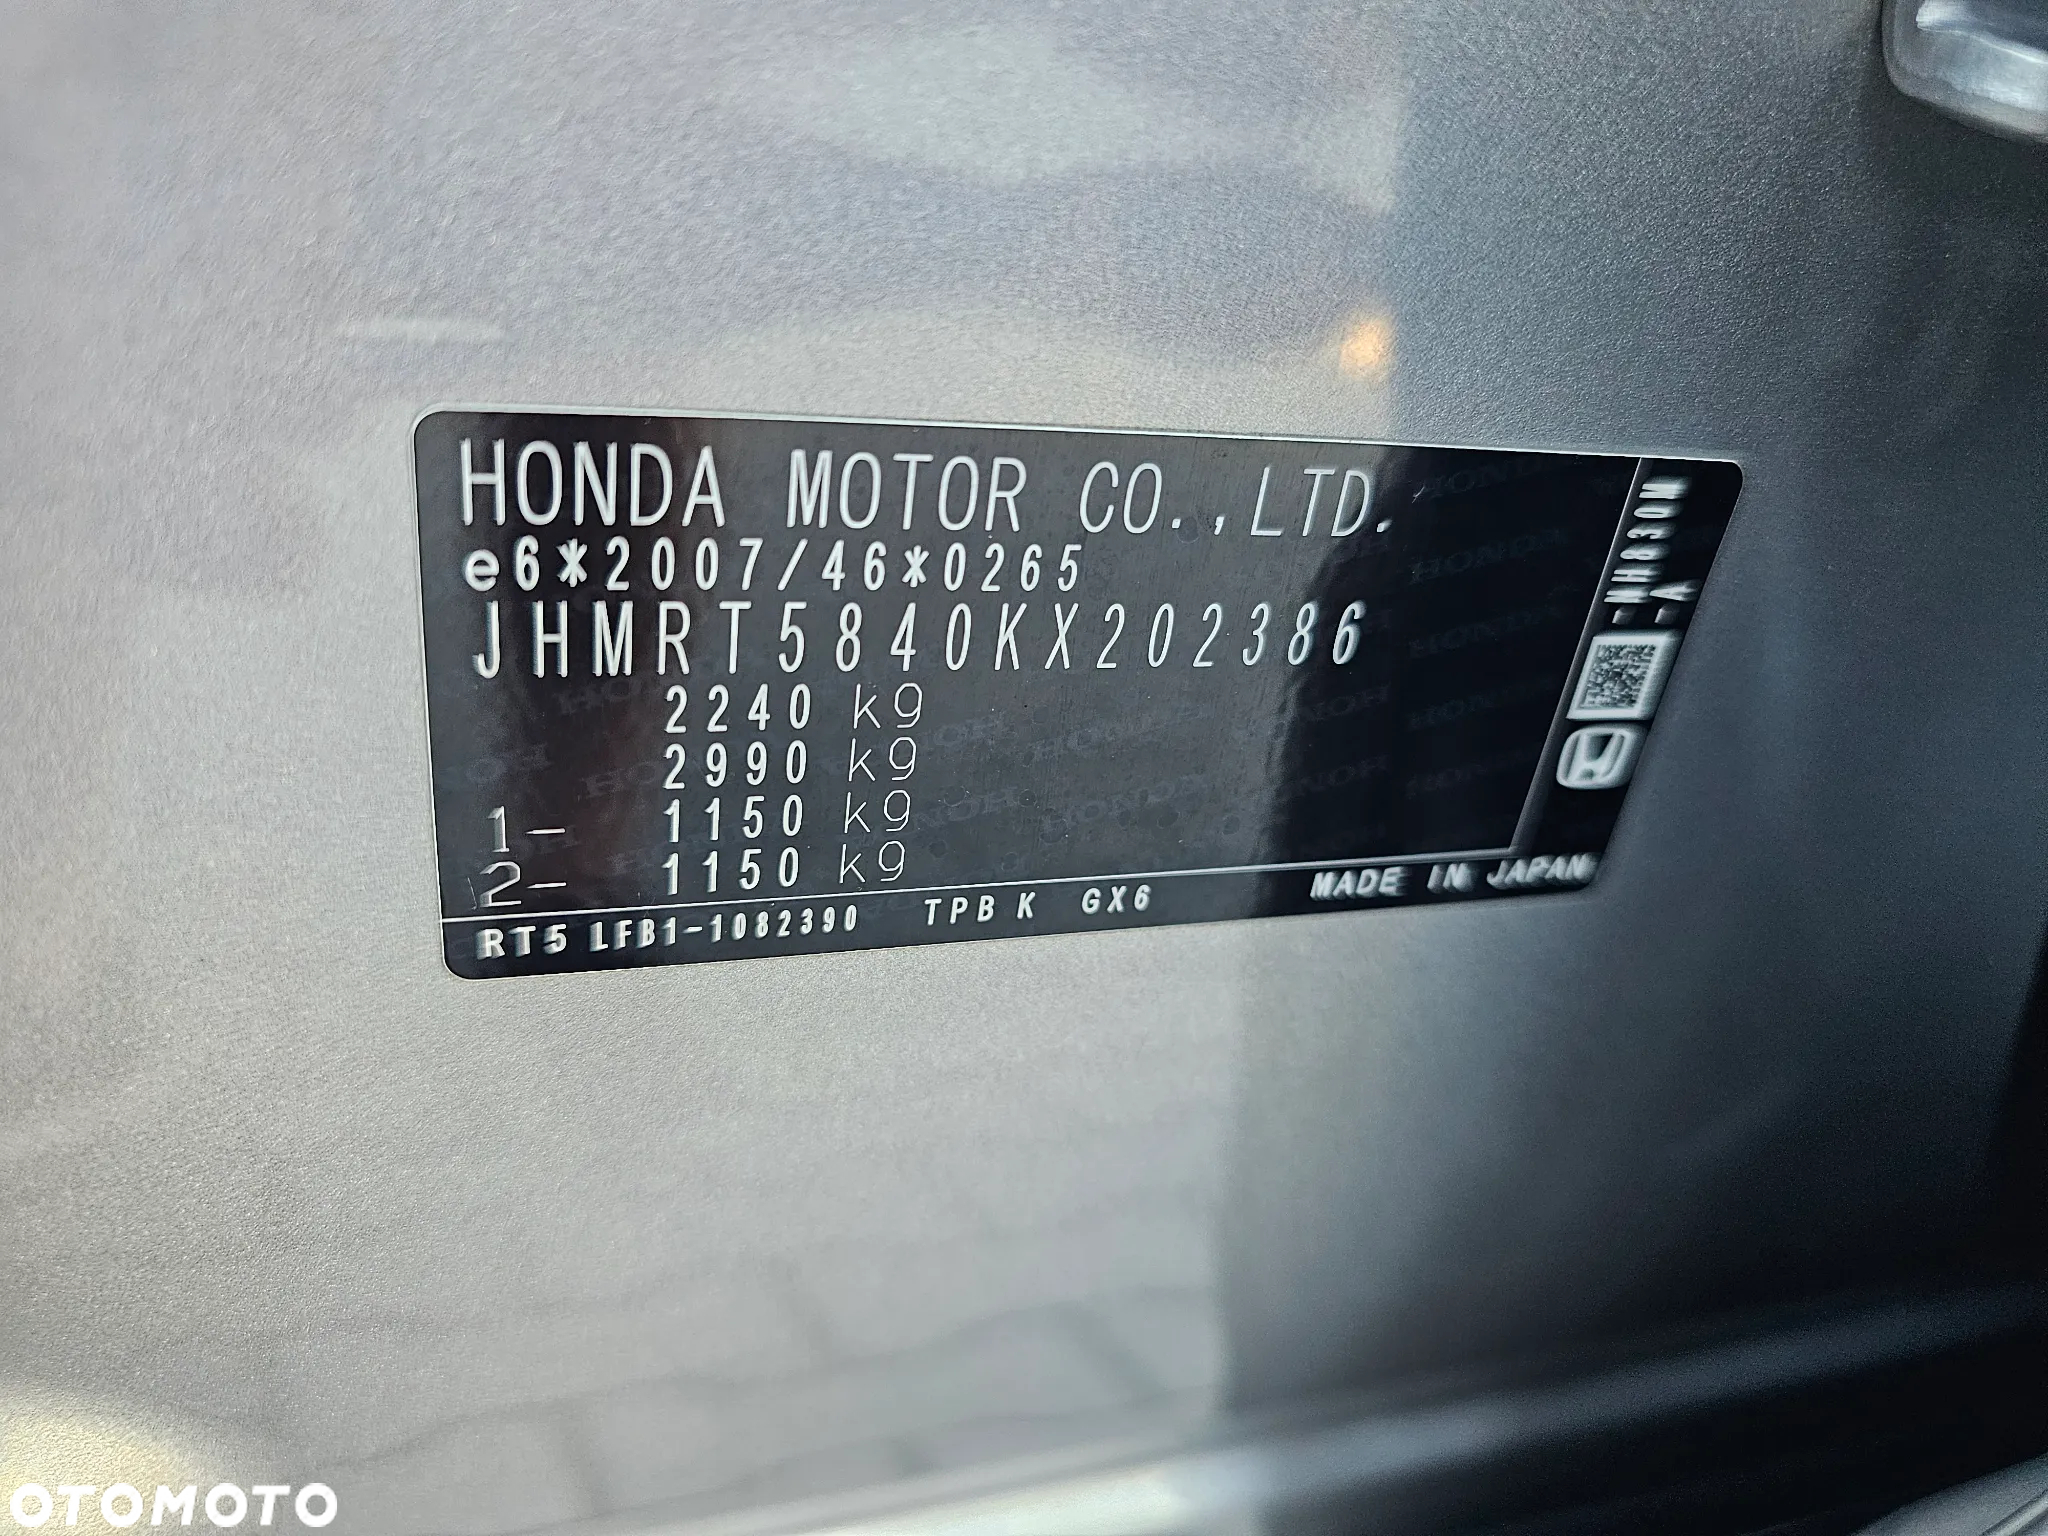 HONDA MOTOR CO.,LTD.
e6*2007/46*0265
JHMRT5840KX202386
2240 kg
2990 kg
1- 1150 kg
2- 1150 kg
RT5 LFB1-1082390 TPB K GX6 MADE IN JAPAN
-A
OTOMOTO